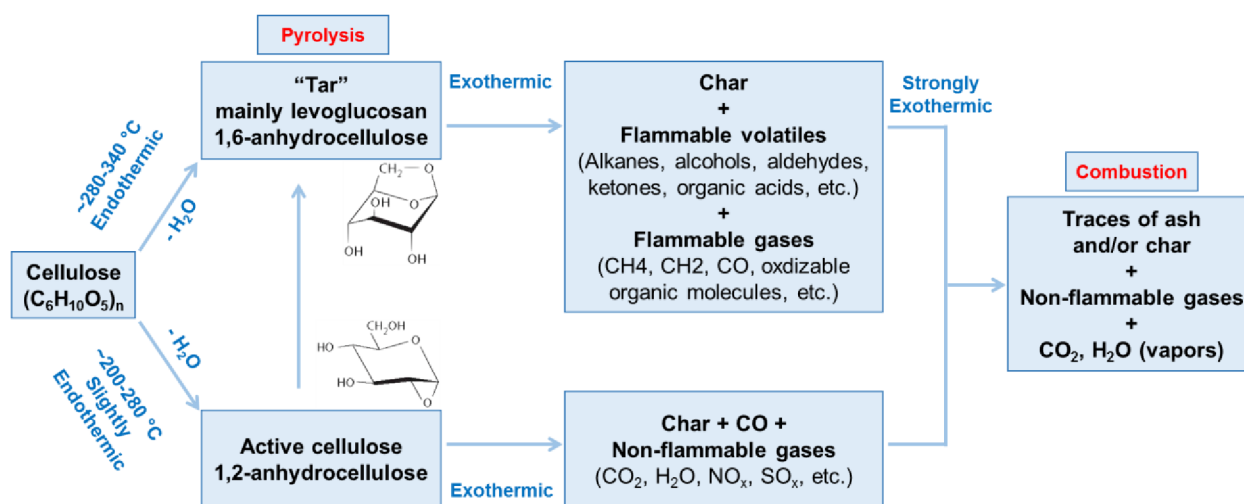 Pyrolysis
“Tar”
mainly levoglucosan
1,6-anhydrocellulose
Exothermic
Char
+
Flammable volatiles
(Alkanes, alcohols, aldehydes,
ketones, organic acids, etc.)
+
Flammable gases
(CH4, CH2, CO, oxdizable
organic molecules, etc.)
Strongly
Exothermic
Combustion
Traces of ash
and/or char
+
Non-flammable gases
+
CO₂, H₂O (vapors)
~280-340 °C
Endothermic
- H₂O
CH₂
O
O
OH
OH
OH
Cellulose
(C₆H₁₀O₅)ₙ
- H₂O
~200-280 °C
Slightly
Endothermic
CH₂OH
O
HO
HO
O
Active cellulose
1,2-anhydrocellulose
Exothermic
Char + CO +
Non-flammable gases
(CO₂, H₂O, NOₓ, SOₓ, etc.)